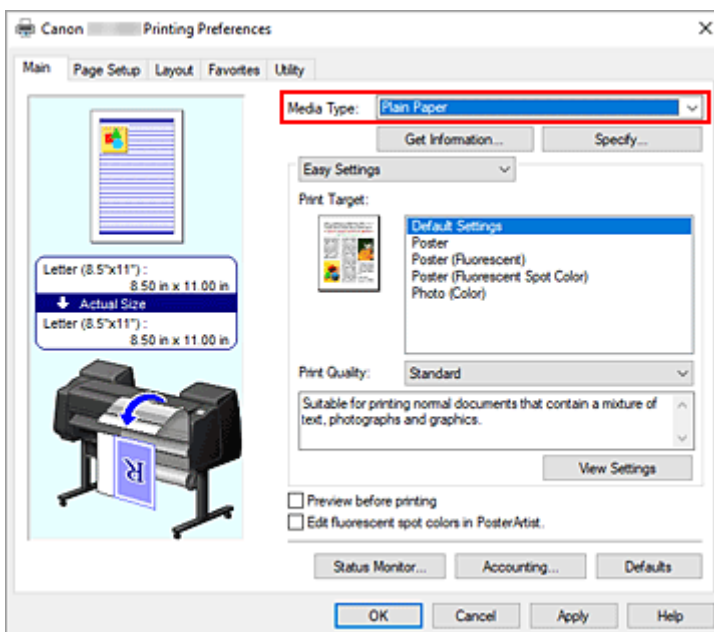 Canon Printing Preferences
Main Page Setup Layout Favorites Utility
Media Type: Plain Paper
Get Information... Specify...
Easy Settings
Print Target:
Default Settings
Poster
Poster (Fluorescent)
Poster (Fluorescent Spot Color)
Photo (Color)
Letter (8.5"x11") :
8.50 in x 11.00 in
Actual Size
Letter (8.5"x11") :
8.50 in x 11.00 in
R
Print Quality: Standard
Suitable for printing normal documents that contain a mixture of
text, photographs and graphics.
View Settings
Preview before printing
Edit fluorescent spot colors in PosterArtist.
Status Monitor... Accounting... Defaults
OK Cancel Apply Help